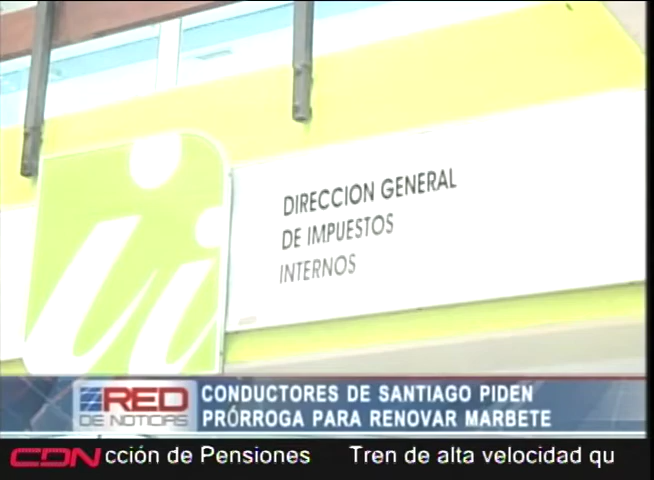 DIRECCION GENERAL
DE IMPUESTOS
INTERNOS
RED
DE NOTICIAS
CONDUCTORES DE SANTIAGO PIDEN
PRÓRROGA PARA RENOVAR MARBETE
CDN cción de Pensiones Tren de alta velocidad qu